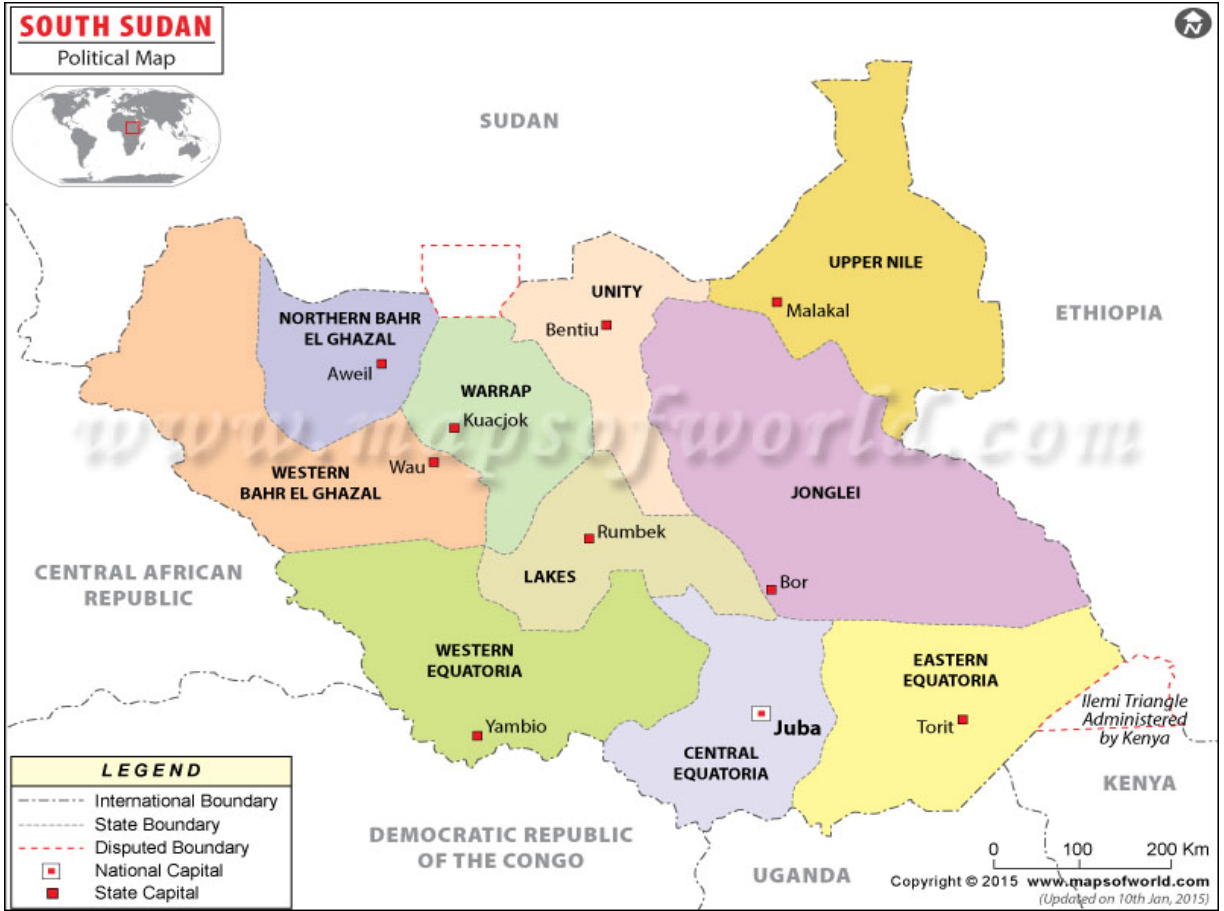 SOUTH SUDAN
Political Map
SUDAN
UPPER NILE
Malakal
ETHIOPIA
UNITY
Bentiu
NORTHERN BAHR
EL GHAZAL
Aweil
WARRAP
Kuacjok
www.mapsofworld.com
Wau
WESTERN
BAHR EL GHAZAL
JONGLEI
Rumbek
LAKES
Bor
CENTRAL AFRICAN
REPUBLIC
WESTERN
EQUATORIA
Yambio
EASTERN
EQUATORIA
Torit
Ilemi Triangle
Administered
by Kenya
Juba
CENTRAL
EQUATORIA
KENYA
DEMOCRATIC REPUBLIC
OF THE CONGO
UGANDA
LEGEND
International Boundary
State Boundary
Disputed Boundary
National Capital
State Capital
0 100 200 Km
Copyright © 2015 www.mapsofworld.com
(Updated on 10th Jan, 2015)
N